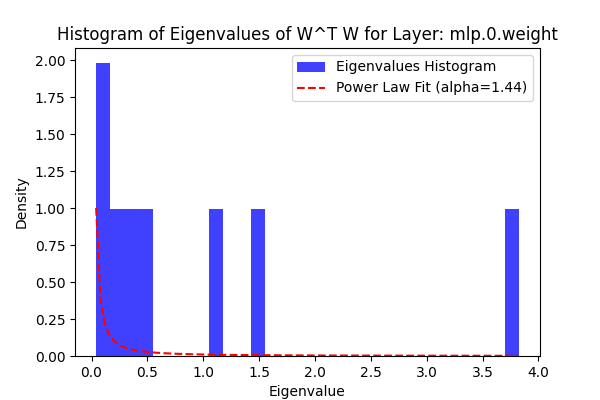 Histogram of Eigenvalues of W^T W for Layer: mlp.0.weight
Eigenvalues Histogram
Power Law Fit (alpha=1.44)
Density
2.00
1.75
1.50
1.25
1.00
0.75
0.50
0.25
0.00
0.0 0.5 1.0 1.5 2.0 2.5 3.0 3.5 4.0
Eigenvalue